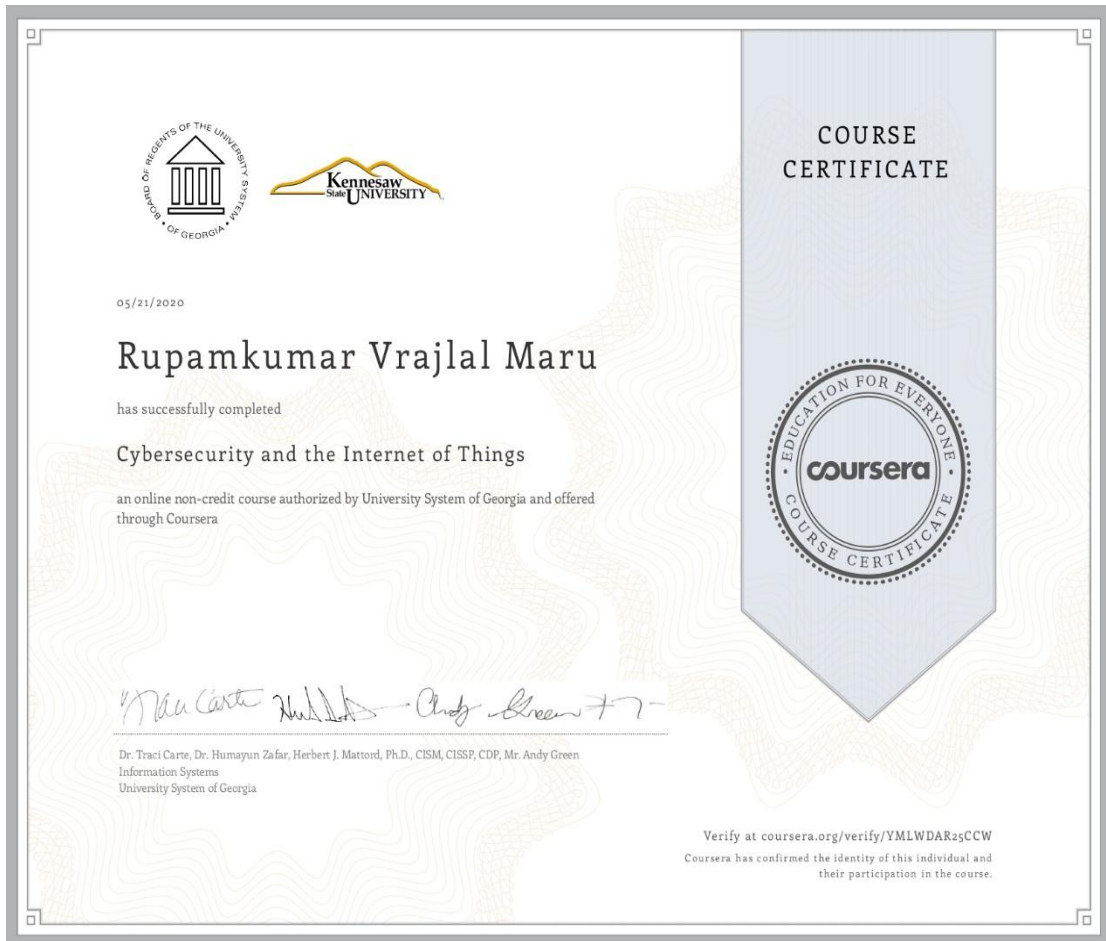 BOARD OF REGENTS OF THE UNIVERSITY SYSTEM
• OF GEORGIA •
Kennesaw
State UNIVERSITY
COURSE
CERTIFICATE
05/21/2020
Rupamkumar Vrajlal Maru
has successfully completed
Cybersecurity and the Internet of Things
an online non-credit course authorized by University System of Georgia and offered
through Coursera
EDUCATION FOR EVERYONE
coursera
COURSE CERTIFICATE
Traci Carte
Andy Green
Dr. Traci Carte, Dr. Humayun Zafar, Herbert J. Mattord, Ph.D., CISM, CISSP, CDP, Mr. Andy Green
Information Systems
University System of Georgia
Verify at coursera.org/verify/YMLWDAR25CCW
Coursera has confirmed the identity of this individual and
their participation in the course.